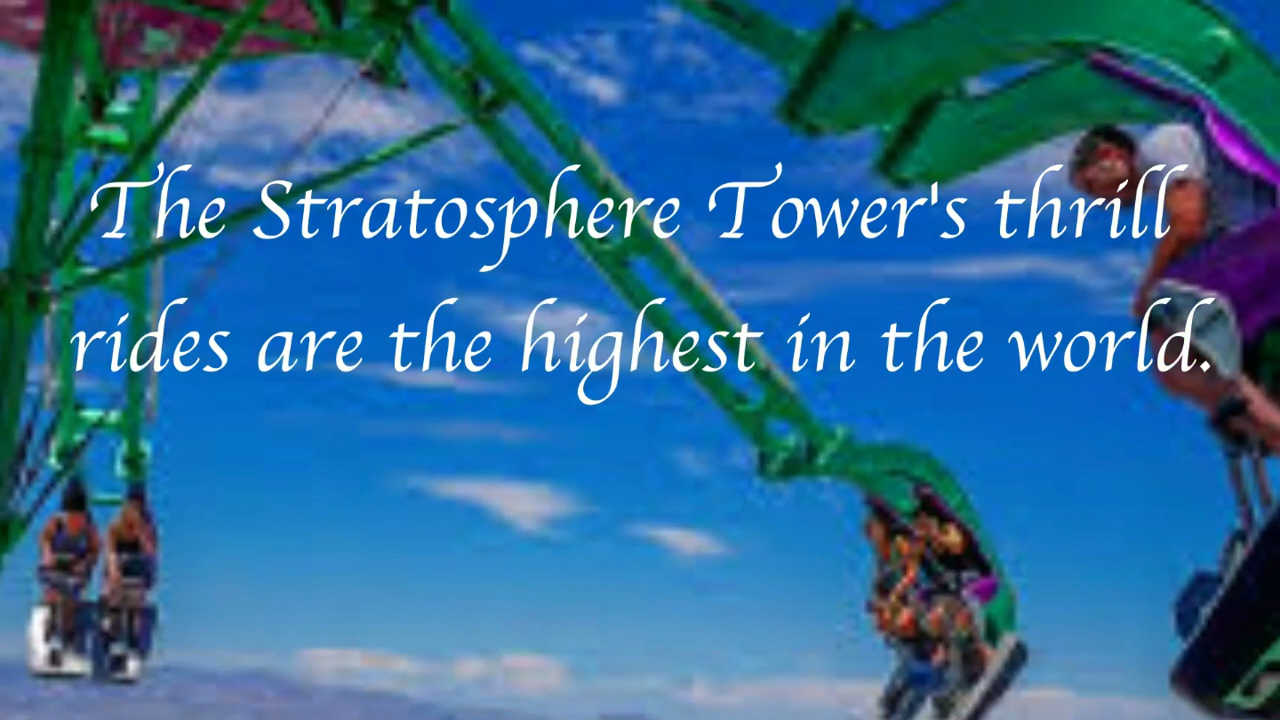 The Stratosphere Tower's thrill
rides are the highest in the world.